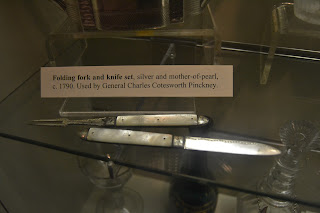 Folding fork and knife set, silver and mother-of-pearl,
c. 1790. Used by General Charles Cotesworth Pinckney.